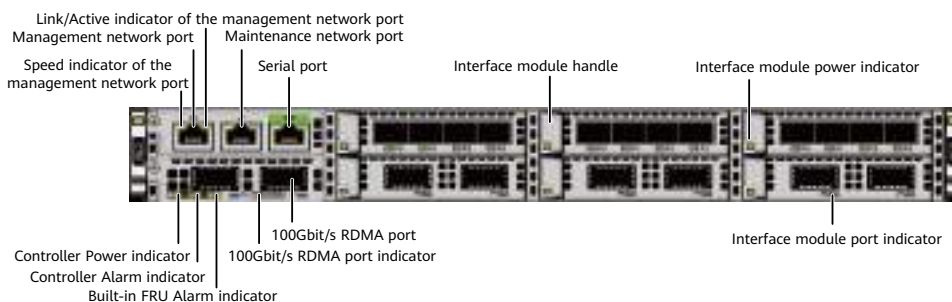 Link/Active indicator of the management network port
Management network port
Maintenance network port
Speed indicator of the
management network port
Serial port
Interface module handle
Interface module power indicator
100Gbit/s RDMA port
Interface module port indicator
Controller Power indicator
100Gbit/s RDMA port indicator
Controller Alarm indicator
Built-in FRU Alarm indicator